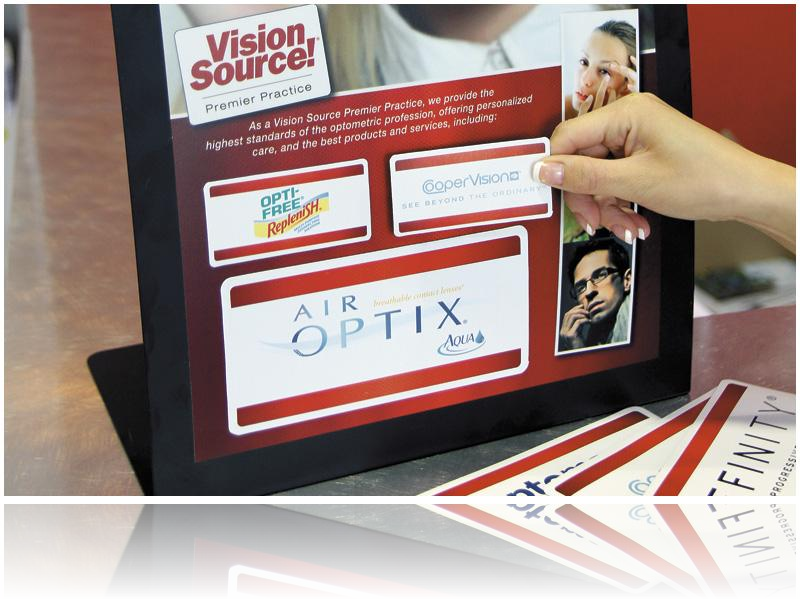 Vision
Source!®
Premier Practice
As a Vision Source Premier Practice, we provide the
highest standards of the optometric profession, offering personalized
care, and the best products and services, including:
OPTI-
FREE®
RepleniSH®
CooperVision
SEE BEYOND THE ORDINARY
AIR
breathable contact lenses®
OPTIX®
AQUA
FINITY®
PROGRESSIVE